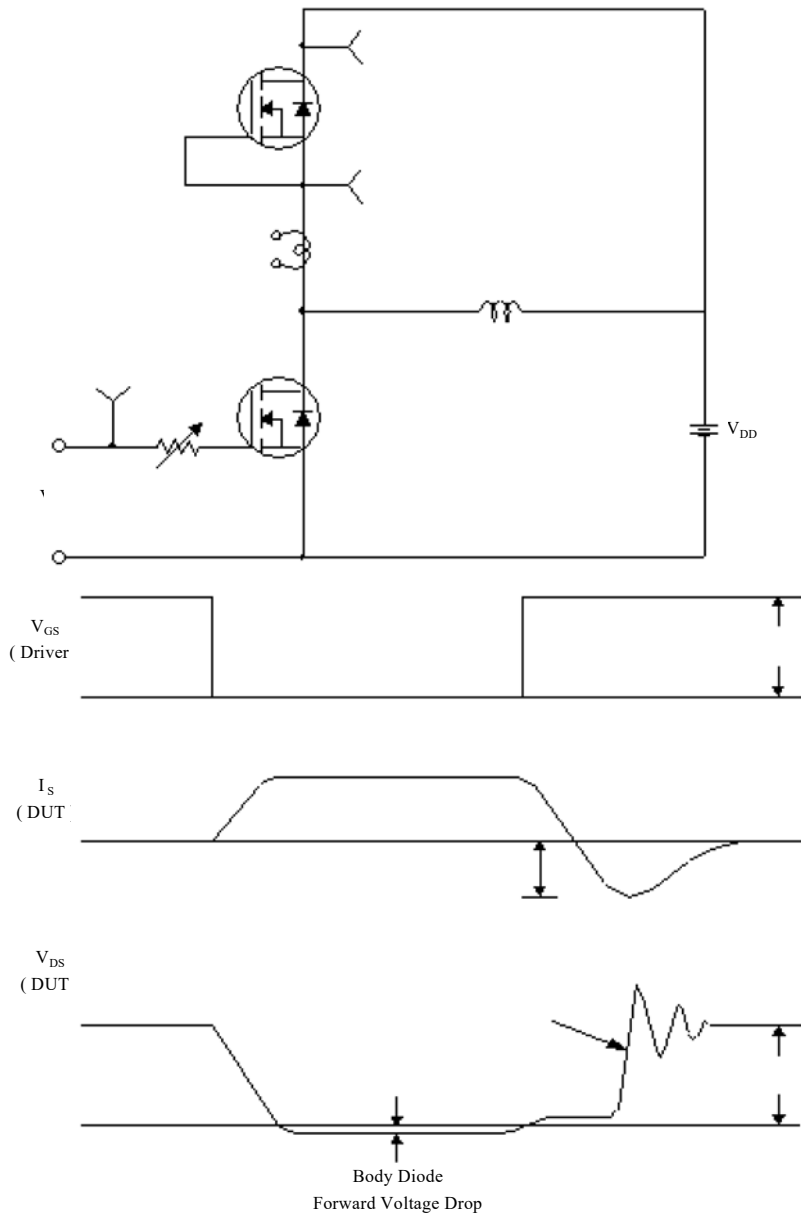 V_DD
V_GS
( Driver
I_S
( DUT
V_DS
( DUT
Body Diode
Forward Voltage Drop